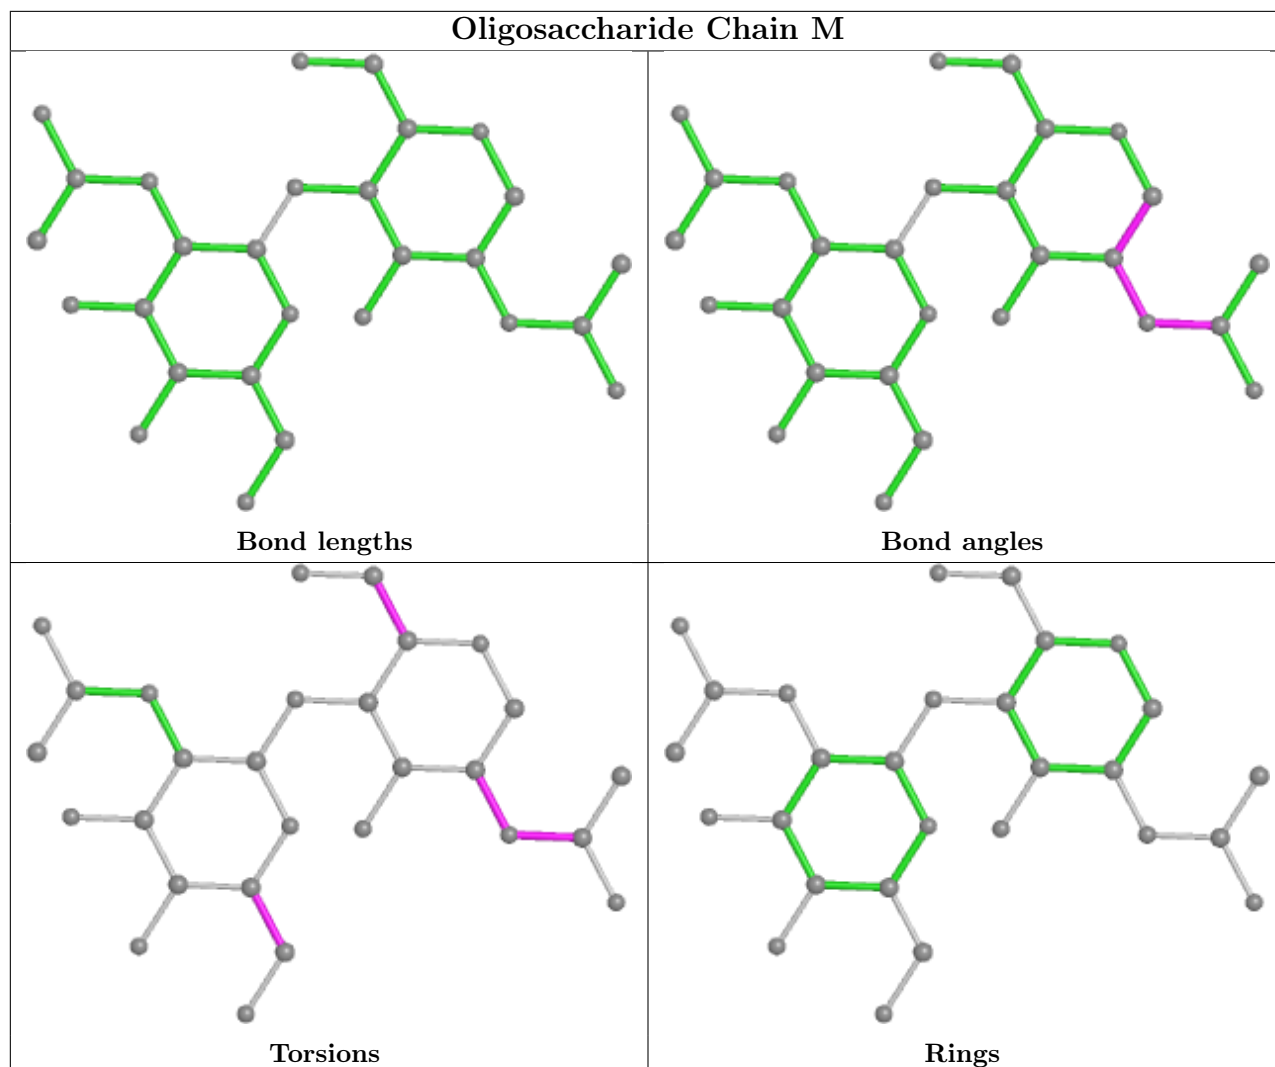 Oligosaccharide Chain M
Bond lengths
Bond angles
Torsions
Rings